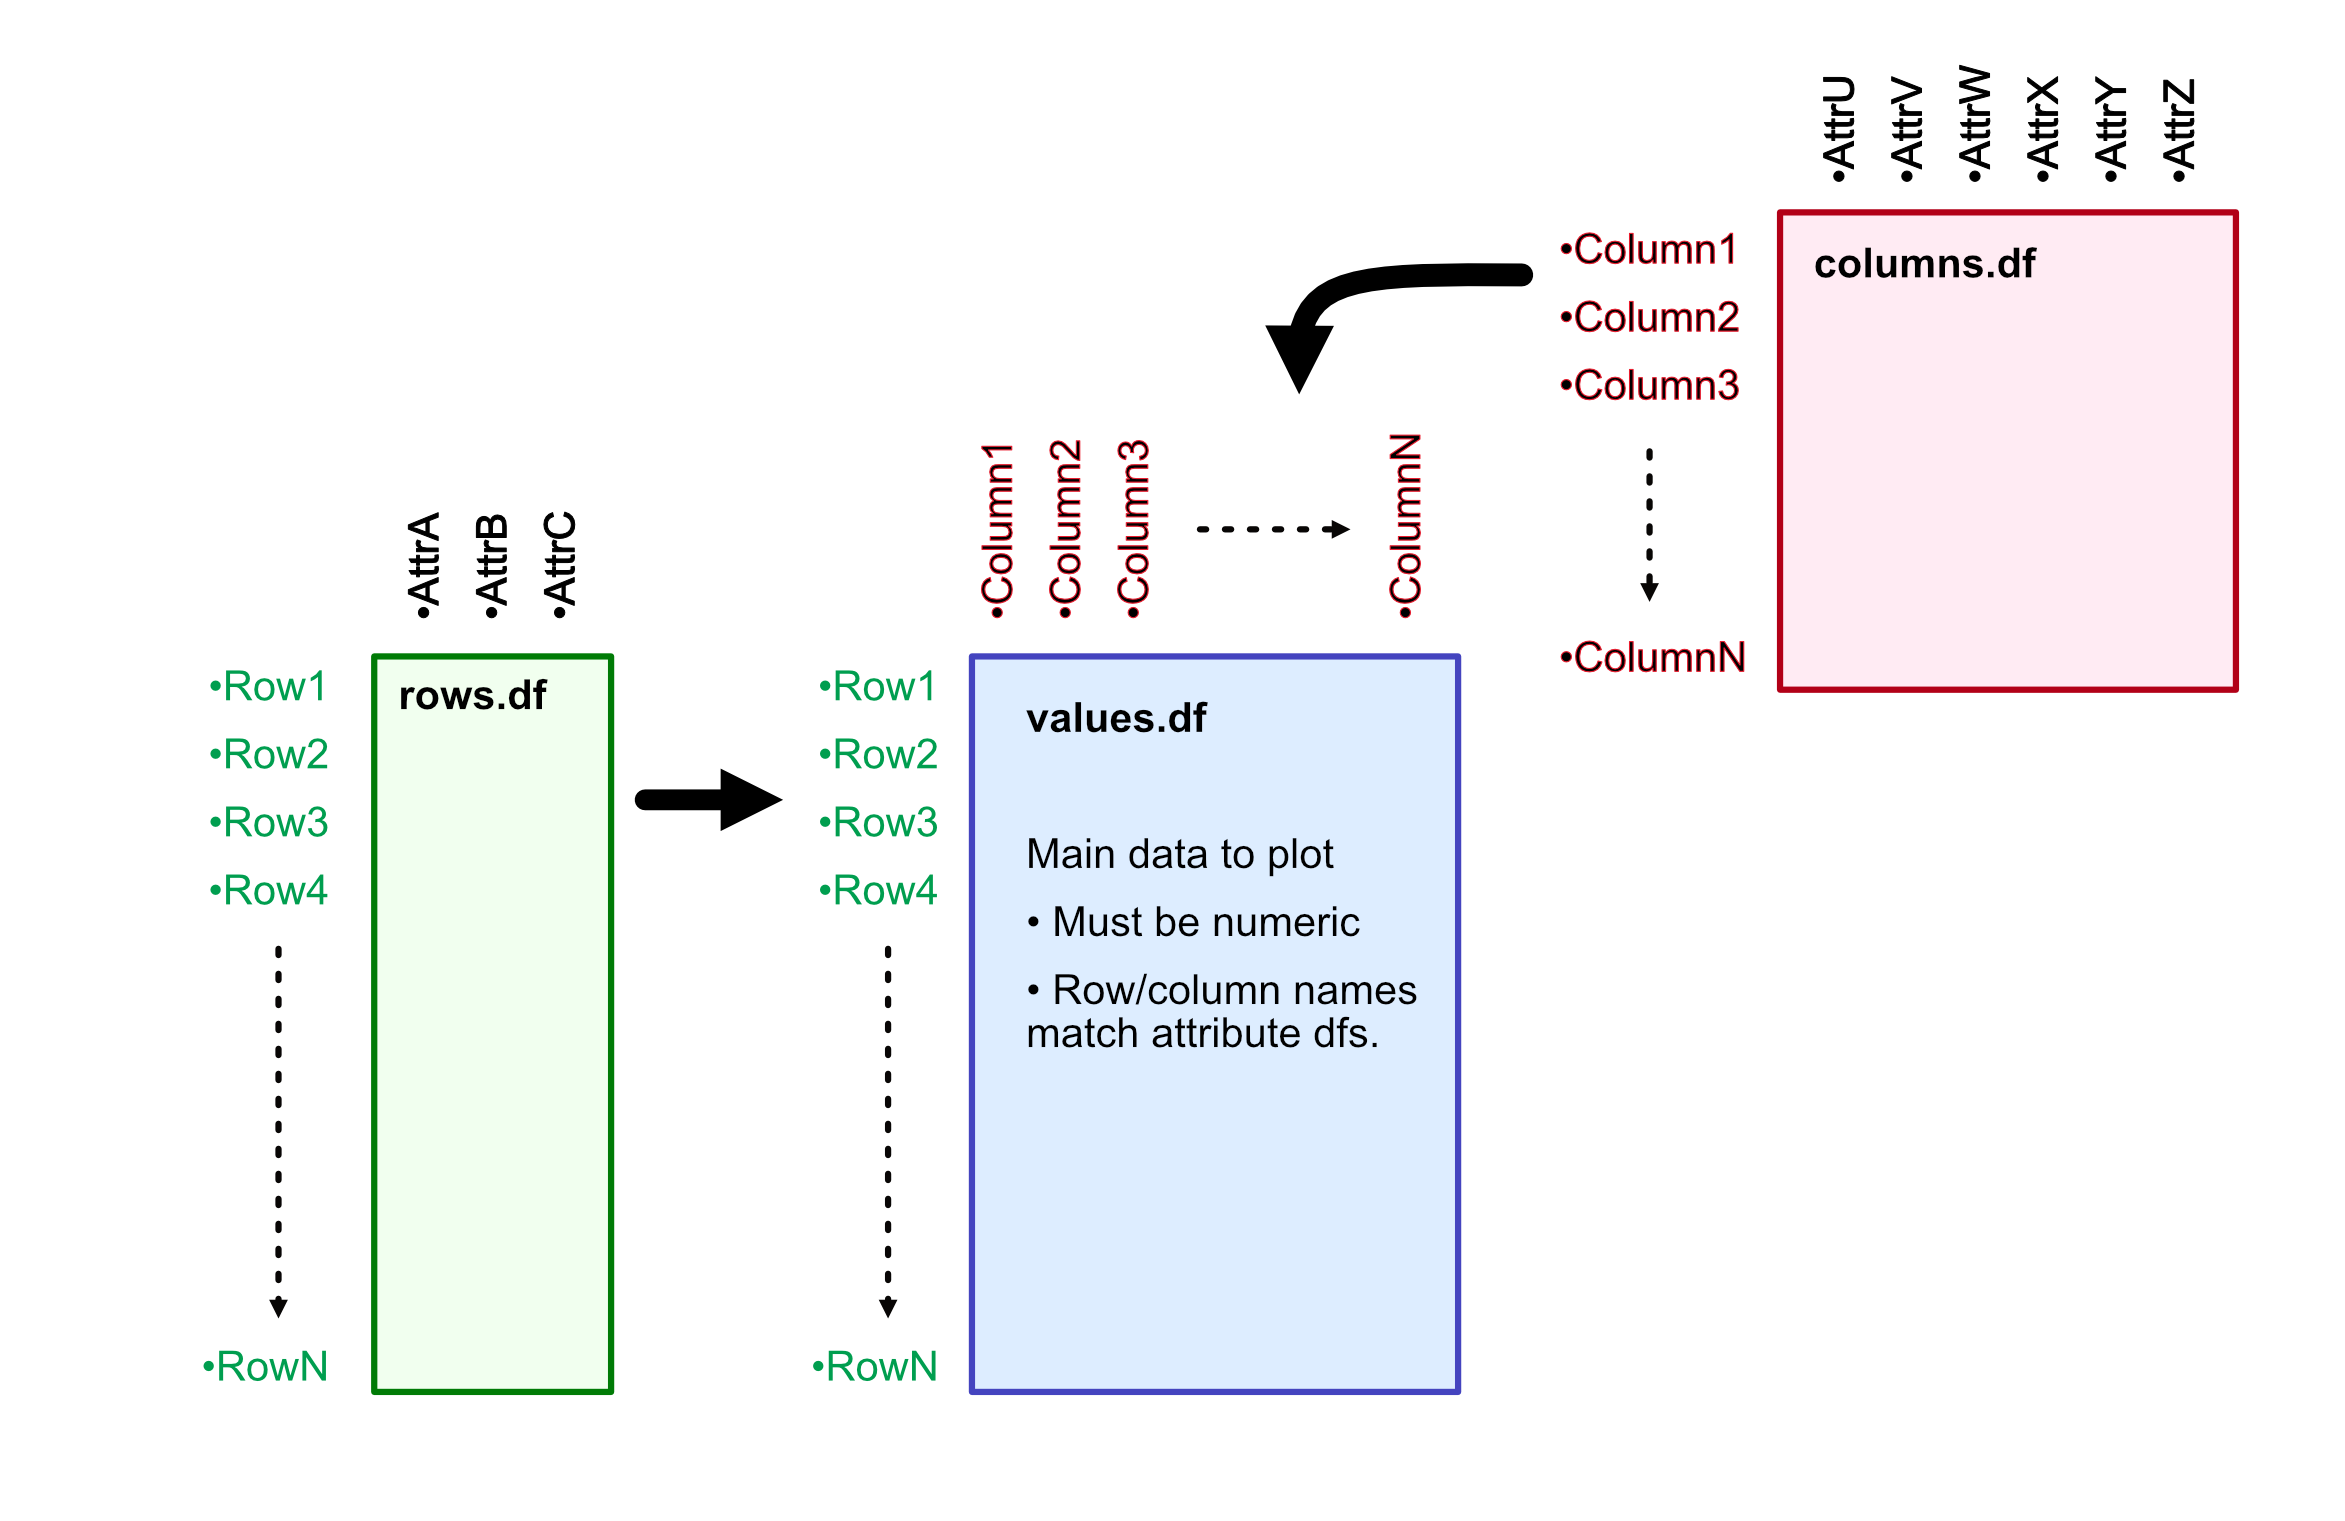 •AttrU
•AttrV
•AttrW
•AttrX
•AttrY
•AttrZ
•Column1
•Column2
•Column3
•ColumnN
columns.df
•Column1
•Column2
•Column3
•ColumnN
•AttrA
•AttrB
•AttrC
•Row1
•Row2
•Row3
•Row4
•RowN
rows.df
•Row1
•Row2
•Row3
•Row4
•RowN
values.df
Main data to plot
• Must be numeric
• Row/column names
match attribute dfs.